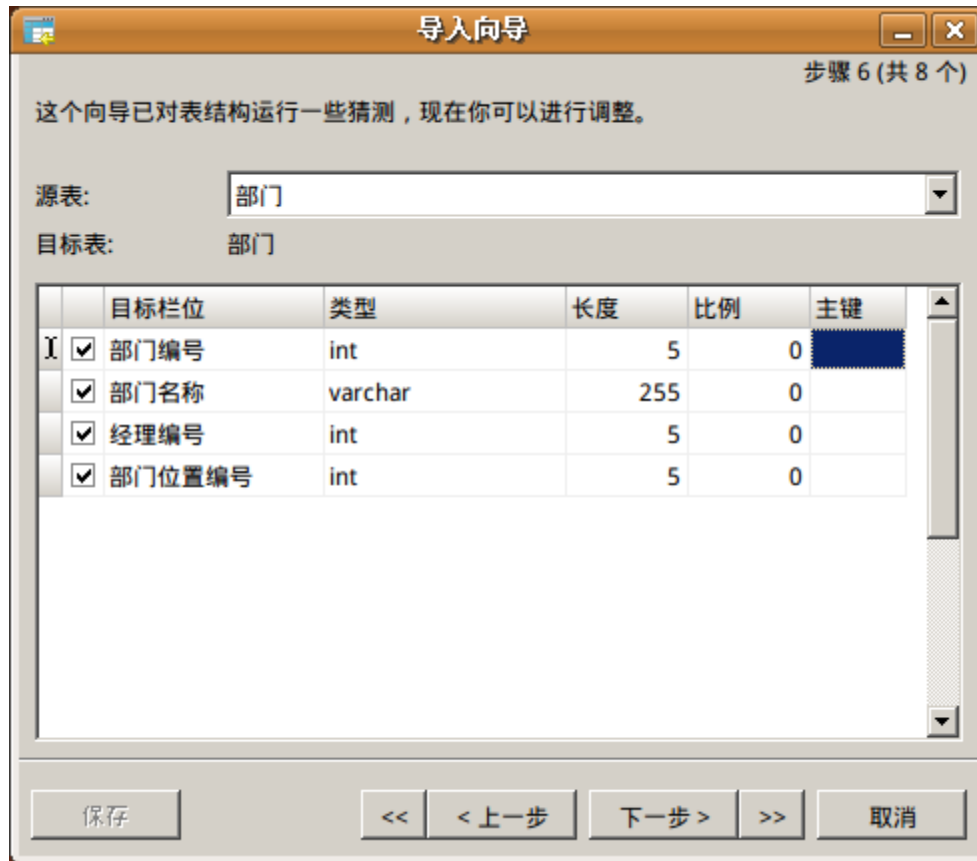 导入向导
步骤 6 (共 8 个)
这个向导已对表结构运行一些猜测，现在你可以进行调整。
源表: 部门
目标表: 部门
目标栏位 类型 长度 比例 主键
部门编号 int 5 0
部门名称 varchar 255 0
经理编号 int 5 0
部门位置编号 int 5 0
保存 << < 上一步 下一步 > >> 取消